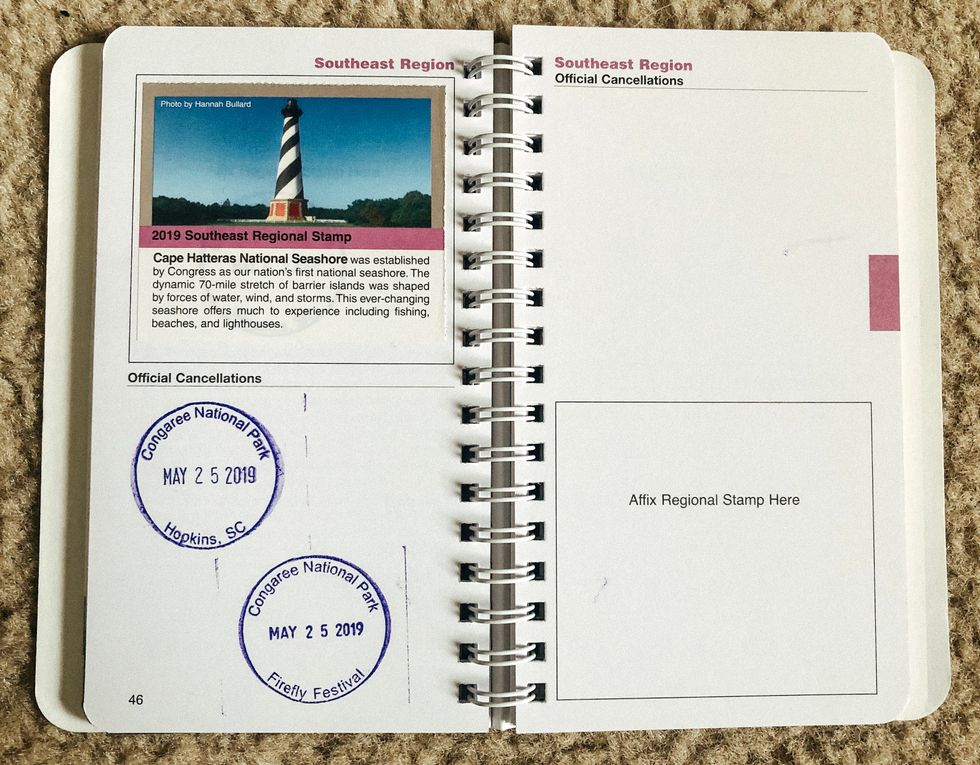 Southeast Region
Photo by Hannah Bullard
2019 Southeast Regional Stamp
Cape Hatteras National Seashore was established
by Congress as our nation's first national seashore. The
dynamic 70-mile stretch of barrier islands was shaped
by forces of water, wind, and storms. This ever-changing
seashore offers much to experience including fishing,
beaches, and lighthouses.
Official Cancellations
Congaree National Park
MAY 25 2019
Hopkins, SC
Congaree National Park
MAY 25 2019
Firefly Festival
46
Southeast Region
Official Cancellations
Affix Regional Stamp Here